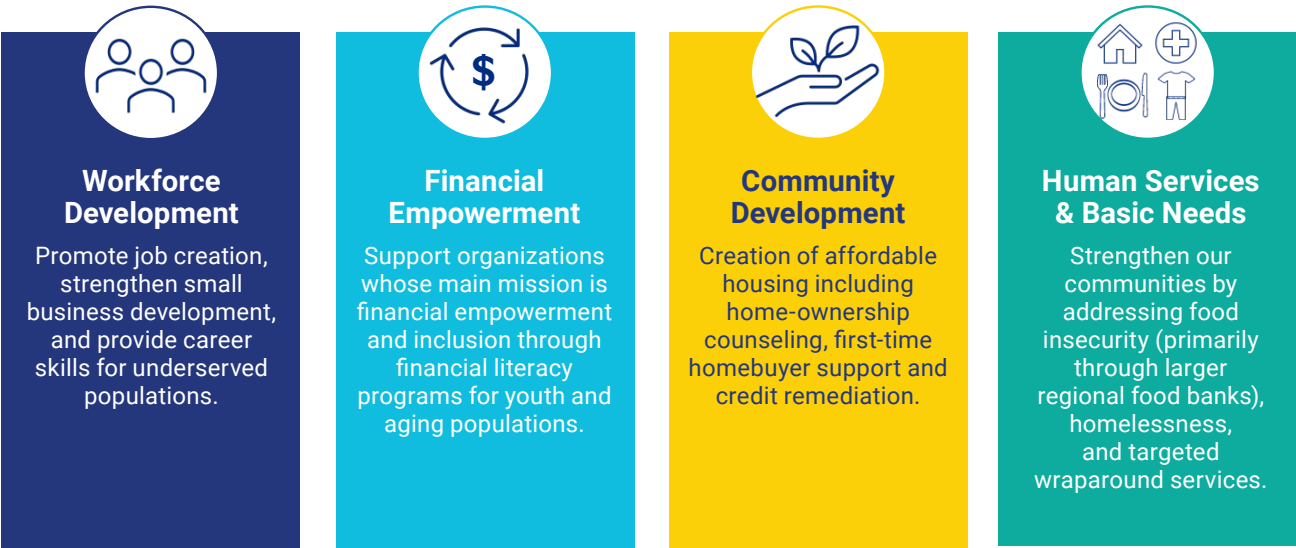 Workforce
Development
Promote job creation,
strengthen small
business development,
and provide career
skills for underserved
populations.
$
Financial
Empowerment
Support organizations
whose main mission is
financial empowerment
and inclusion through
financial literacy
programs for youth and
aging populations.
Community
Development
Creation of affordable
housing including
home-ownership
counseling, first-time
homebuyer support and
credit remediation.
Human Services
& Basic Needs
Strengthen our
communities by
addressing food
insecurity (primarily
through larger
regional food banks),
homelessness,
and targeted
wraparound services.